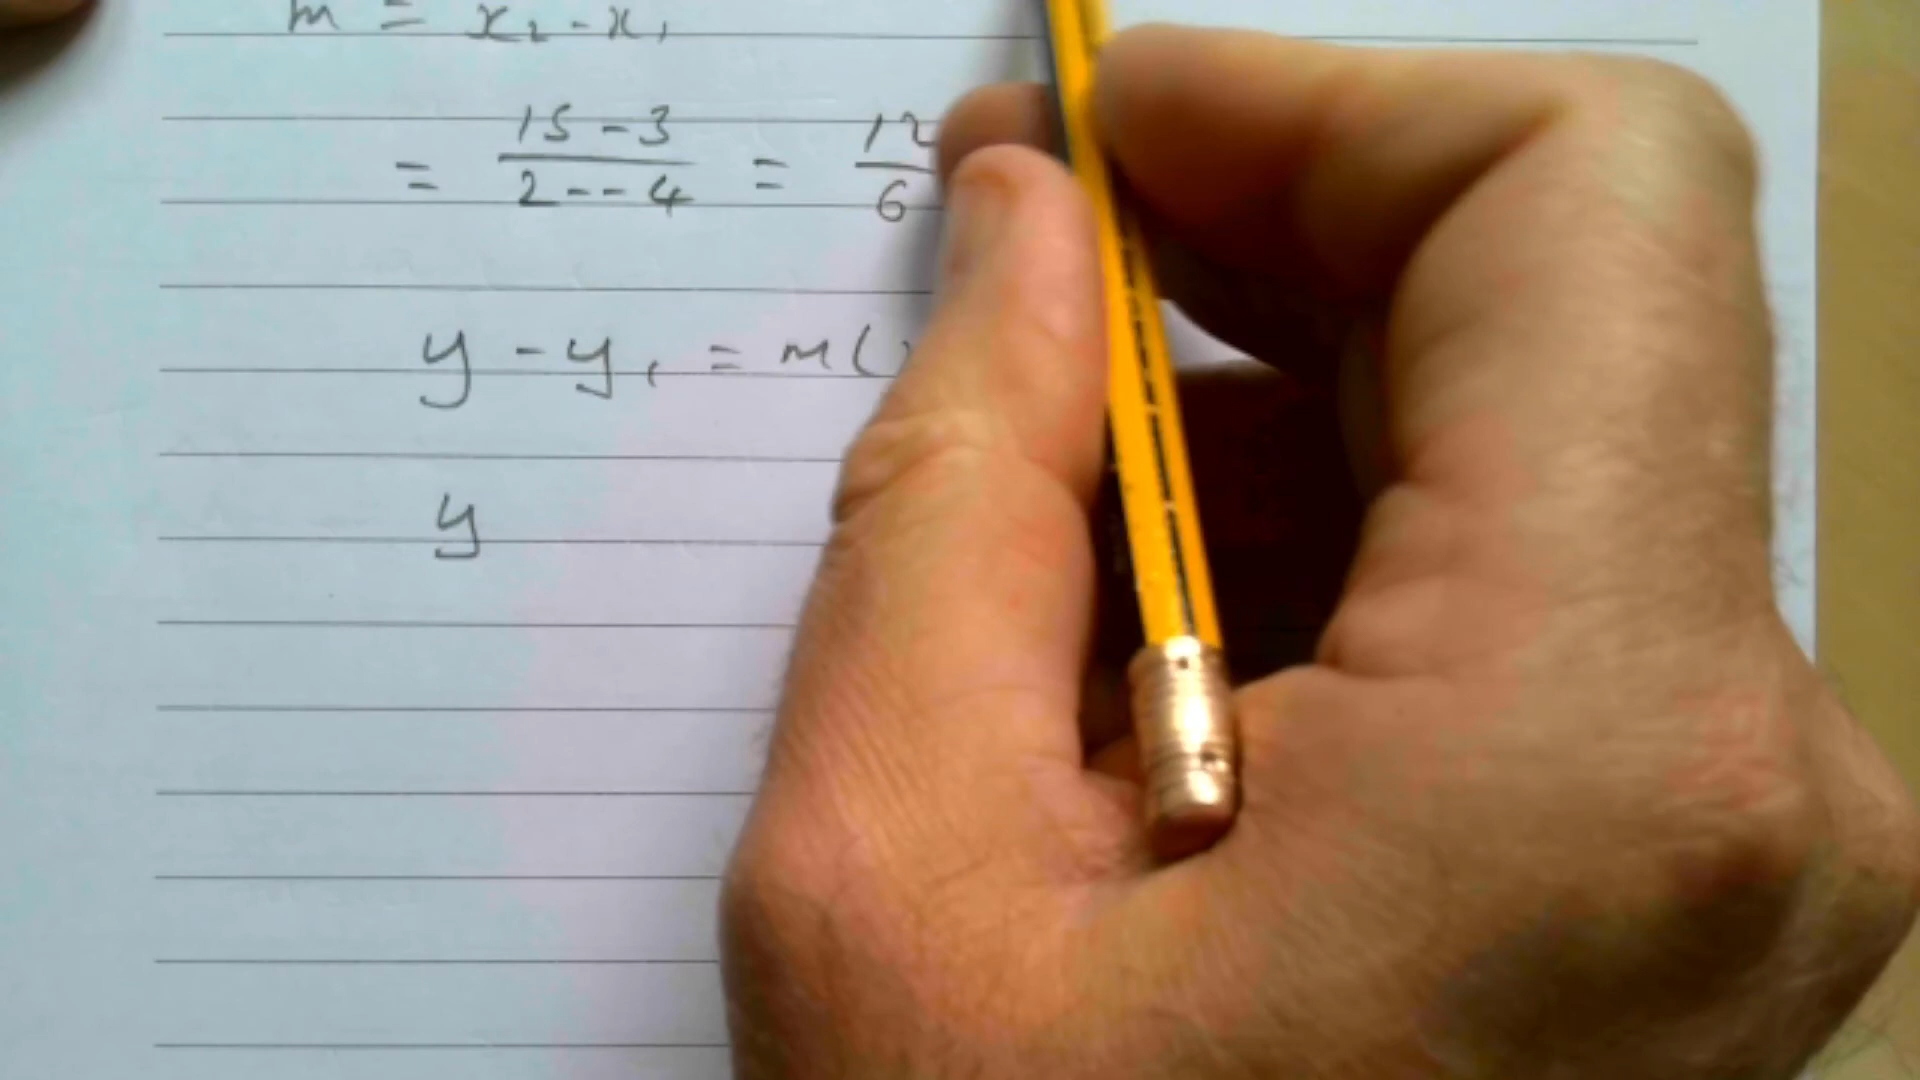 m = x₂ - x₁
= 15 - 3 / 2 - - 4 = 12 / 6
y - y₁ = m (
y